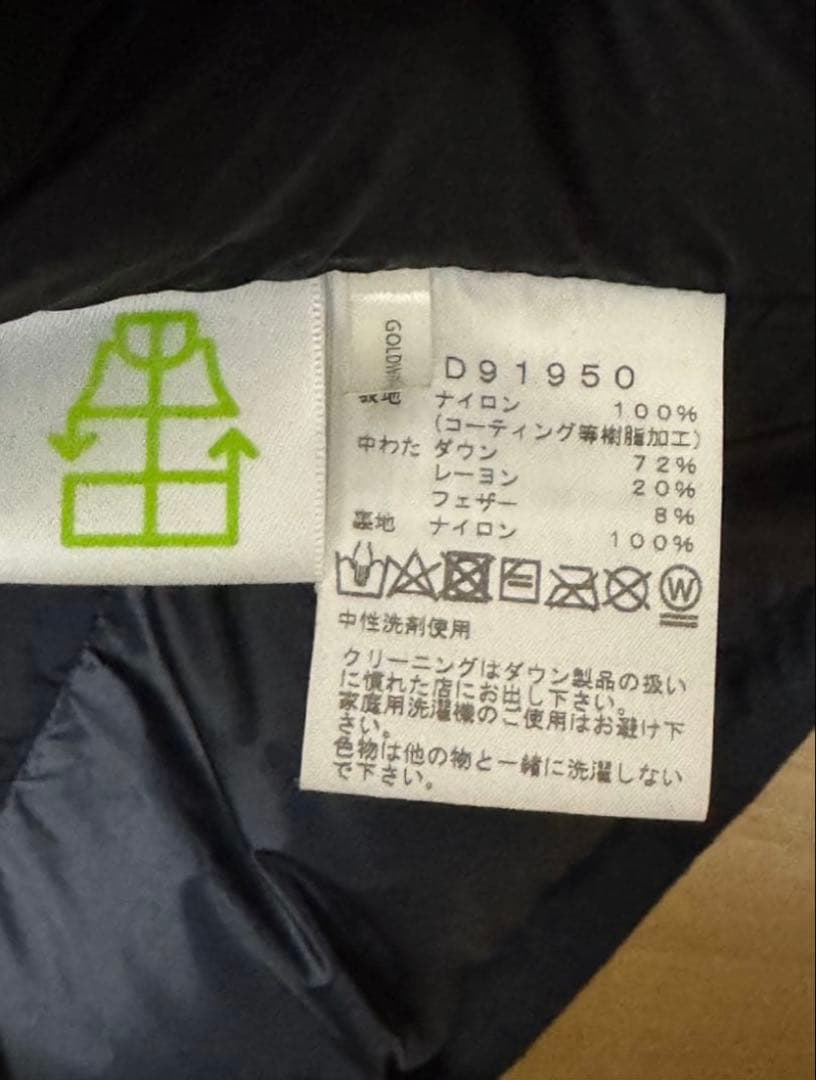 GOLDWIN
D91950
表地 ナイロン 100%
(コーティング等樹脂加工)
中わた ダウン 72%
レーヨン 20%
フェザー 8%
裏地 ナイロン 100%
W
中性洗剤使用
クリーニングはダウン製品の扱い
に慣れた店にお出し下さい。
家庭用洗濯機のご使用はお避け下
さい。
色物は他の物と一緒に洗濯しない
で下さい。